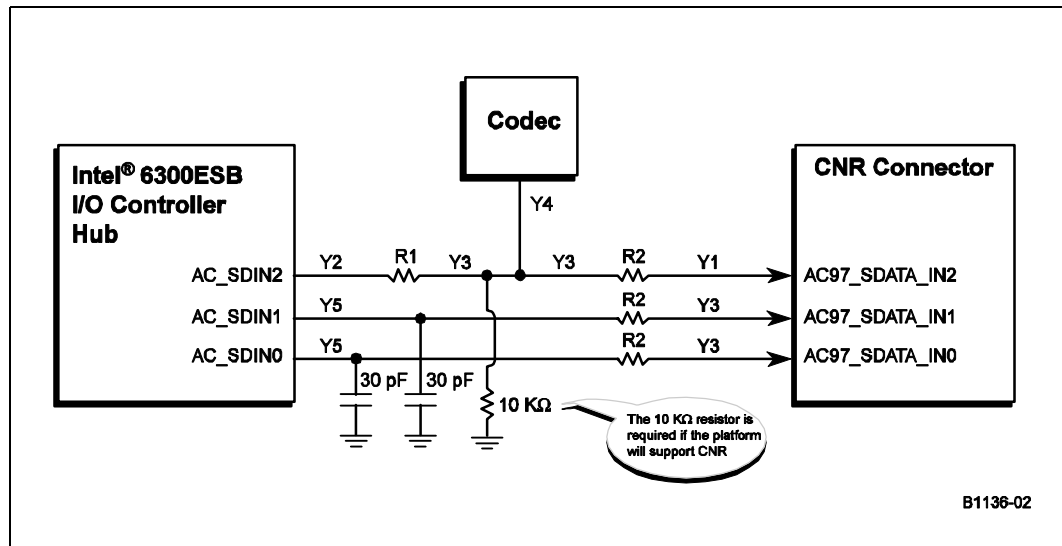 Codec
Intel® 6300ESB
I/O Controller
Hub
CNR Connector
Y4
AC_SDIN2 Y2 R1 Y3 Y3 R2 Y1 AC97_SDATA_IN2
AC_SDIN1 Y5 R2 Y3 AC97_SDATA_IN1
AC_SDIN0 Y5 R2 Y3 AC97_SDATA_IN0
30 pF 30 pF 10 KΩ
The 10 KΩ resistor is
required if the platform
will support CNR
B1136-02